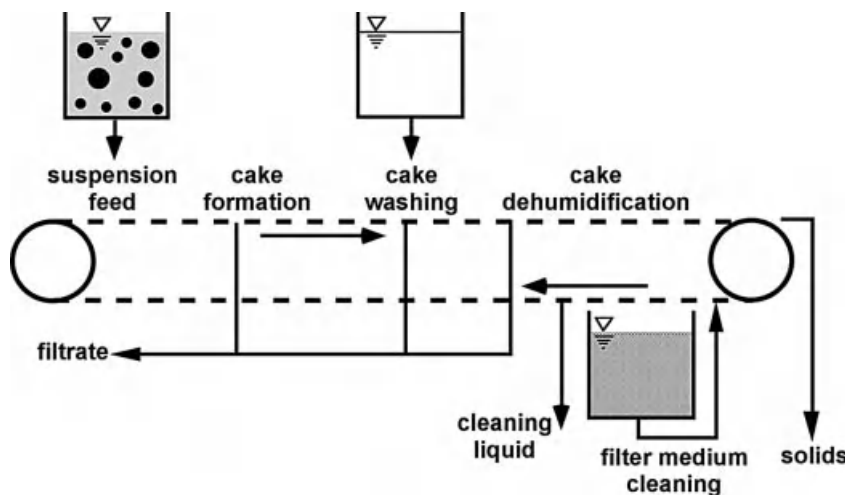 suspension
feed
cake
formation
cake
washing
cake
dehumidification
filtrate
cleaning
liquid
filter medium
cleaning
solids